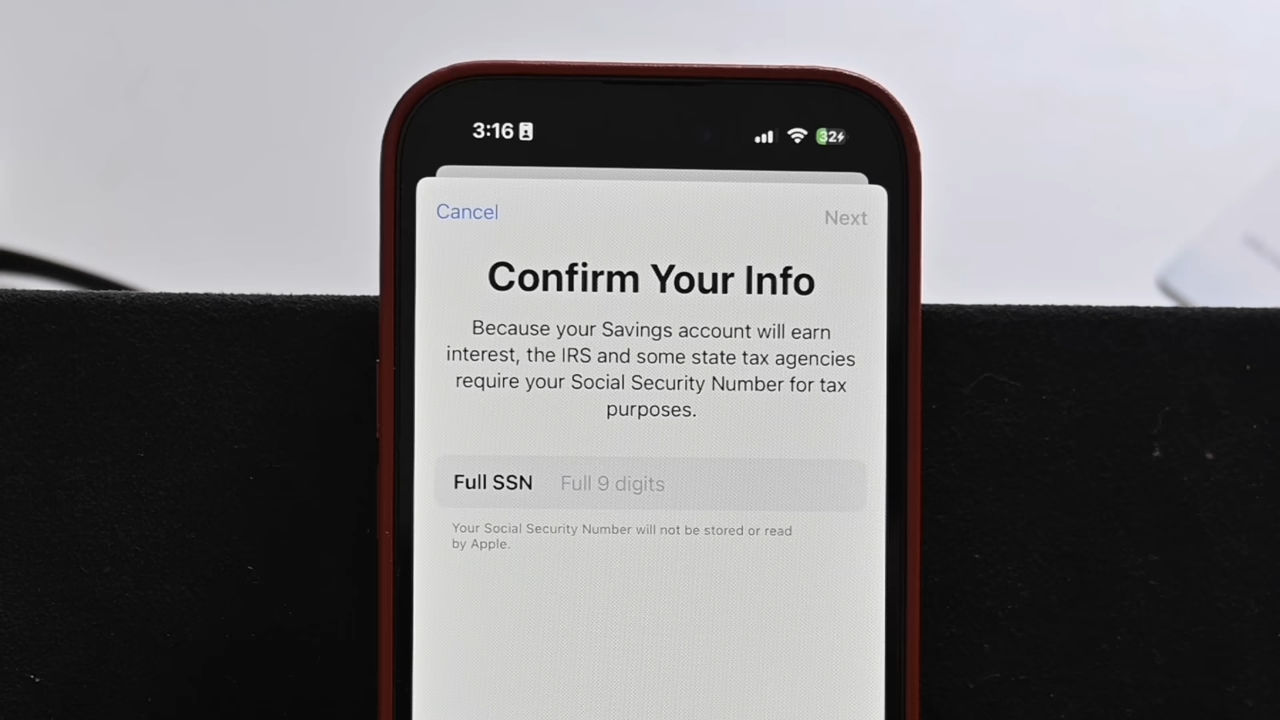 3:16
32
Cancel
Next
Confirm Your Info
Because your Savings account will earn
interest, the IRS and some state tax agencies
require your Social Security Number for tax
purposes.
Full SSN Full 9 digits
Your Social Security Number will not be stored or read
by Apple.